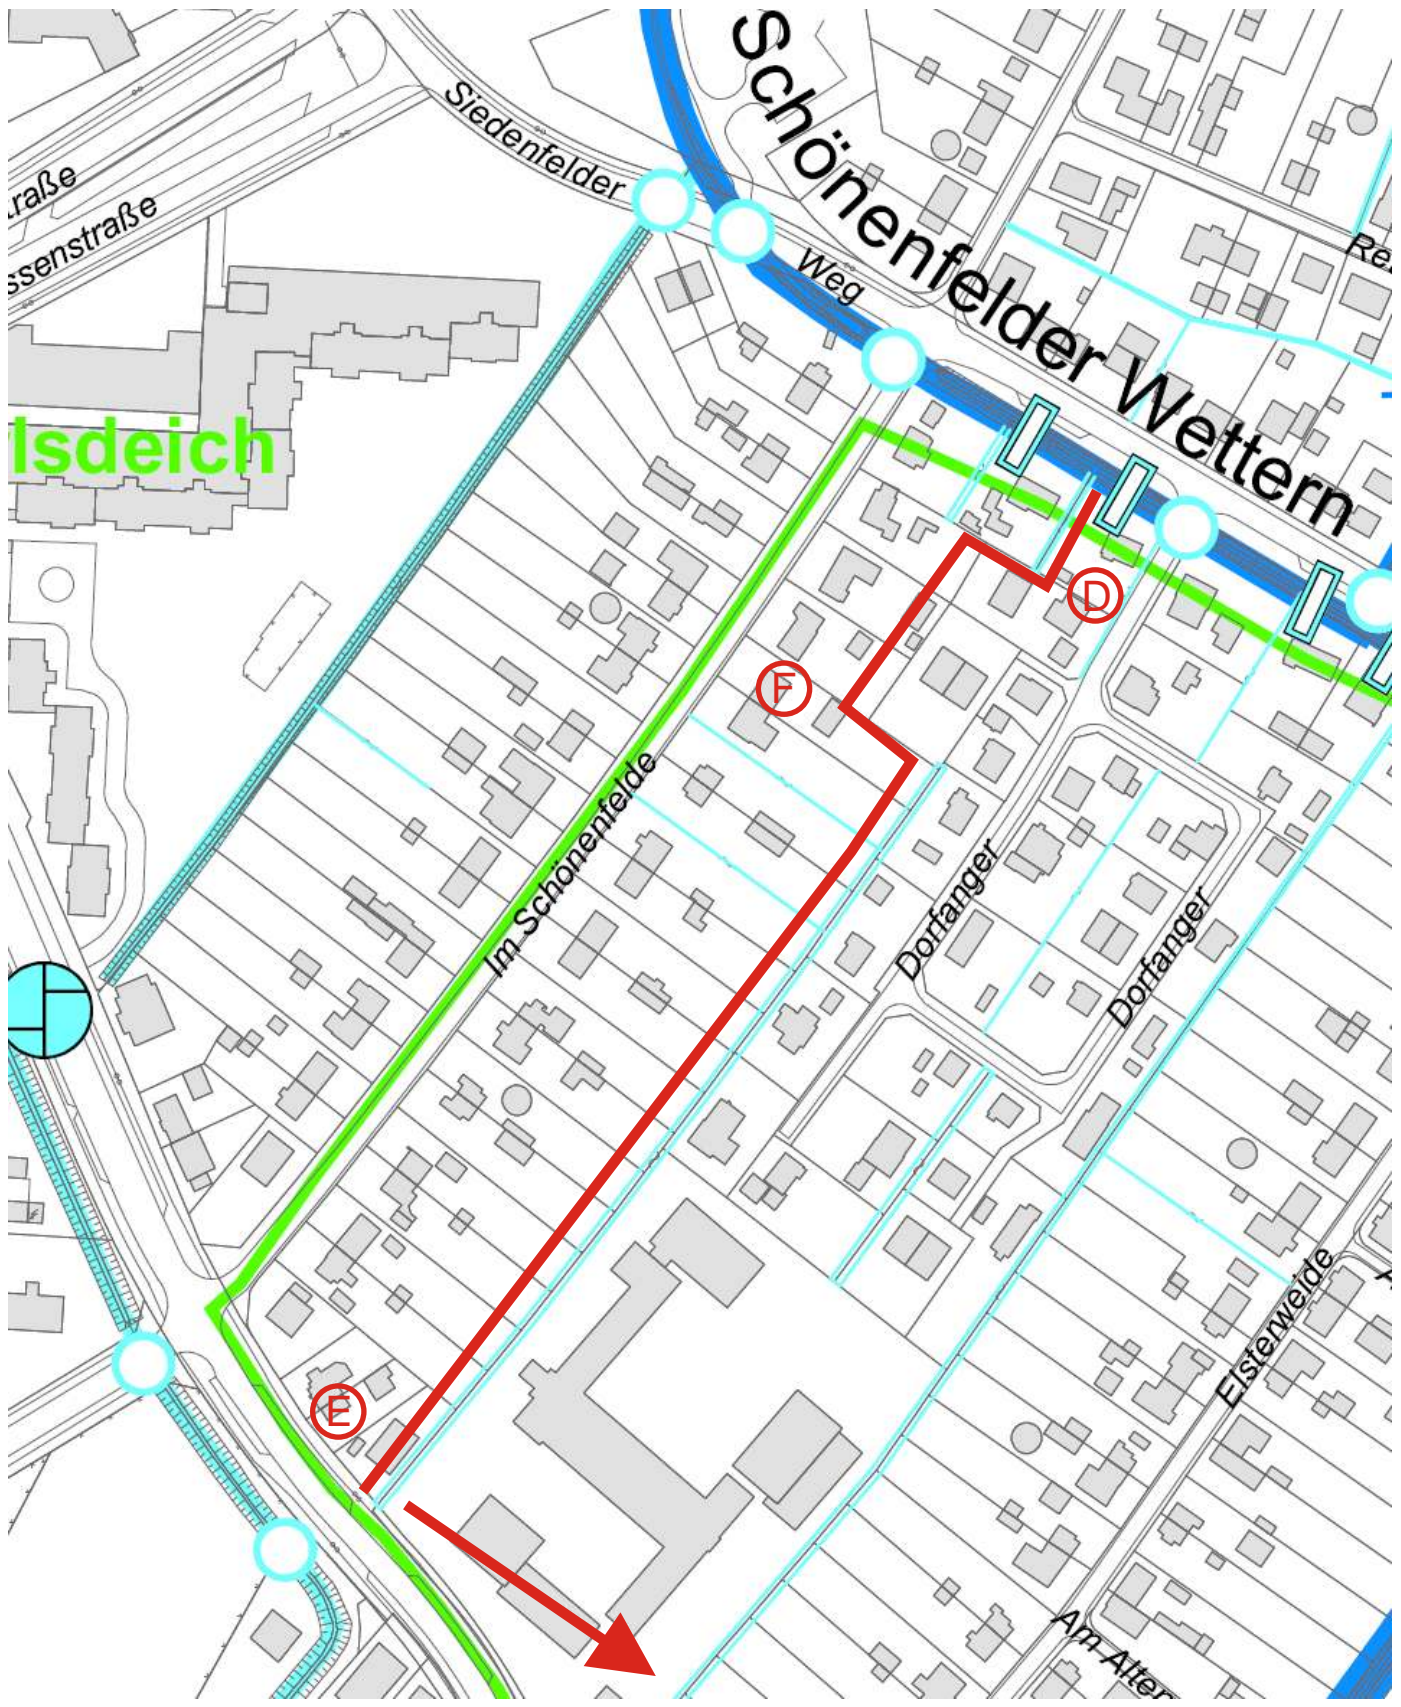 Siedenfelder
Weg
Schönenfelder Wettern
raße
ssenstraße
lsdeich
D
F
Im Schönenfelde
Dorfanger
Dorfanger
Elsterweide
E
Am Alten